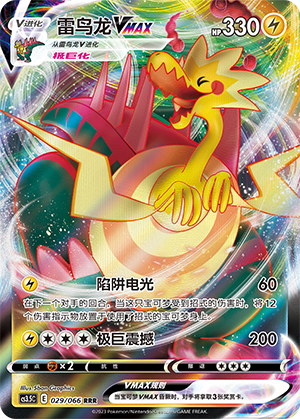 V进化
雷鸟龙VMAX
HP330
从雷鸟龙V进化
极巨化
陷阱电光 60
在下一个对手的回合，当这只宝可梦受到招式的伤害时，将12
个伤害指示物放置于使用了招式的宝可梦身上。
极巨震撼 200
弱点 ×2 抗性 撤退
Illus. 5ban Graphics
VMAX规则
当宝可梦VMAX昏厥时，对手将拿取3张奖赏卡。
cs3.5C E 029/066 RRR
©2023 Pokémon/Nintendo/Creatures/GAME FREAK.